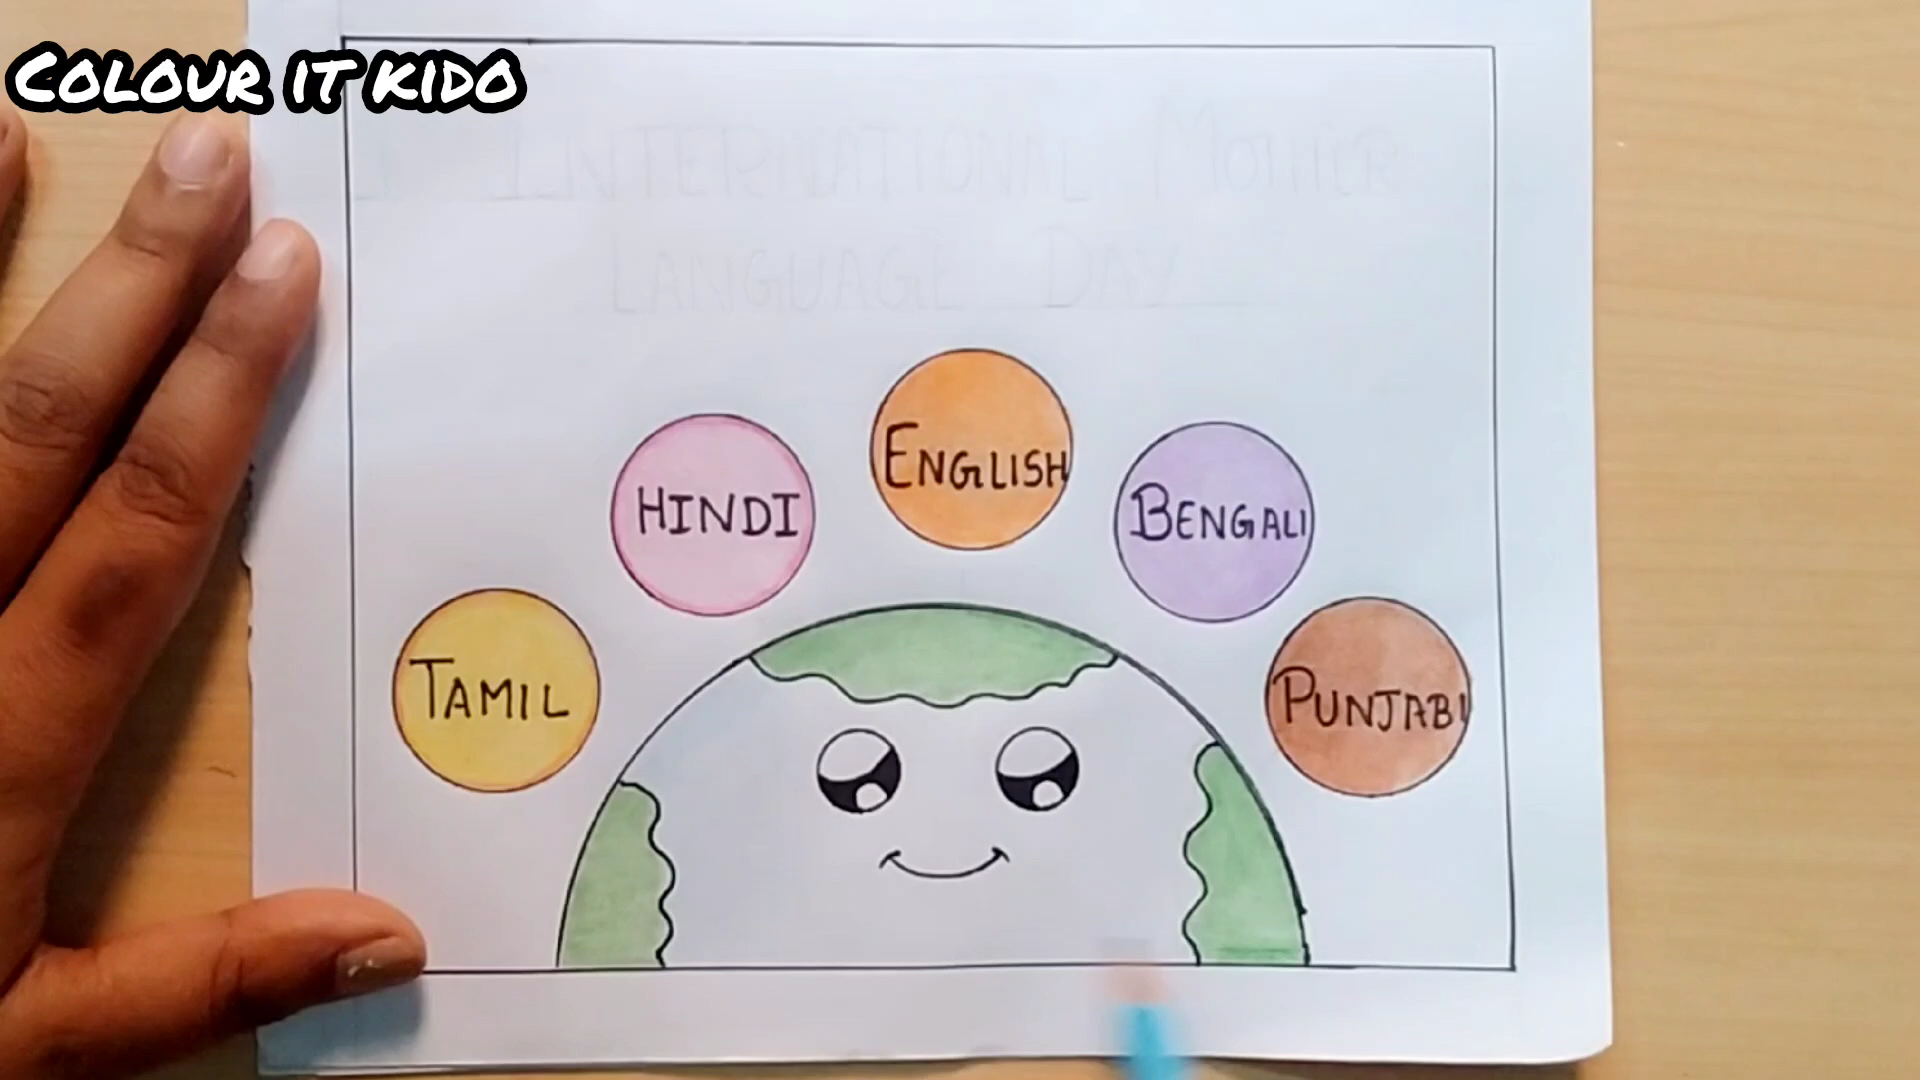 COLOUR IT KIDO
INTERNATIONAL MOTHER
LANGUAGE DAY
ENGLISH
HINDI
BENGALI
TAMIL
PUNJABI